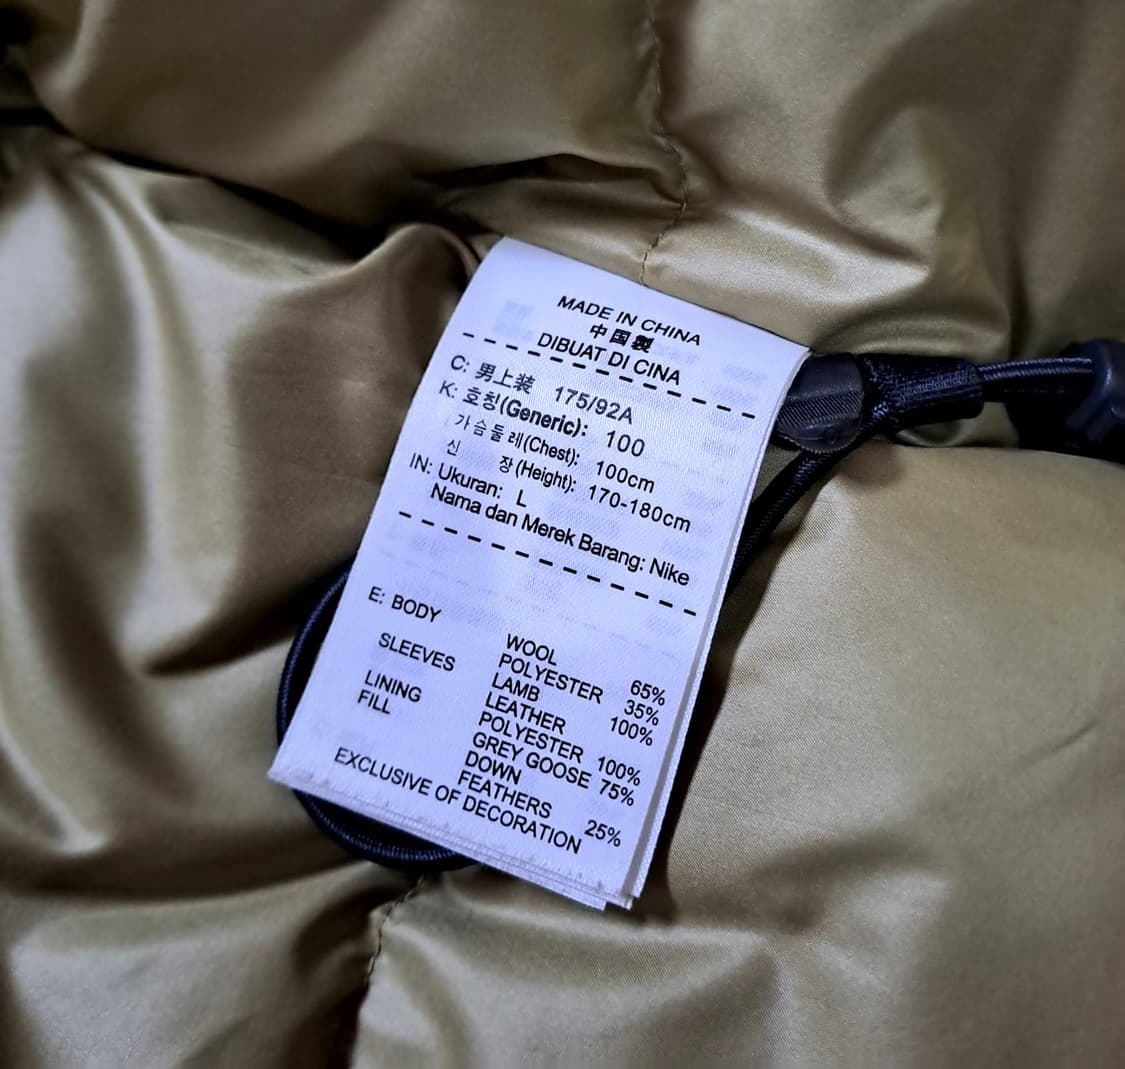 MADE IN CHINA
中国製
DIBUAT DI CINA
C: 男上装 175/92A
K: 호칭(Generic): 100
가슴둘레(Chest): 100cm
신 장(Height): 170-180cm
IN: Ukuran: L
Nama dan Merek Barang: Nike
E: BODY WOOL 65%
POLYESTER 35%
SLEEVES LAMB 100%
LEATHER
LINING POLYESTER 100%
FILL GREY GOOSE 75%
DOWN
FEATHERS 25%
EXCLUSIVE OF DECORATION